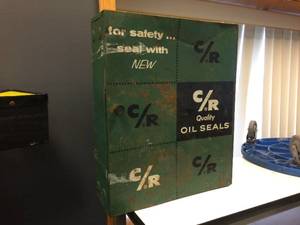 for safety...
seal with
NEW
C/R
C/R
Quality
OIL SEALS
C/R
C/R
C/R